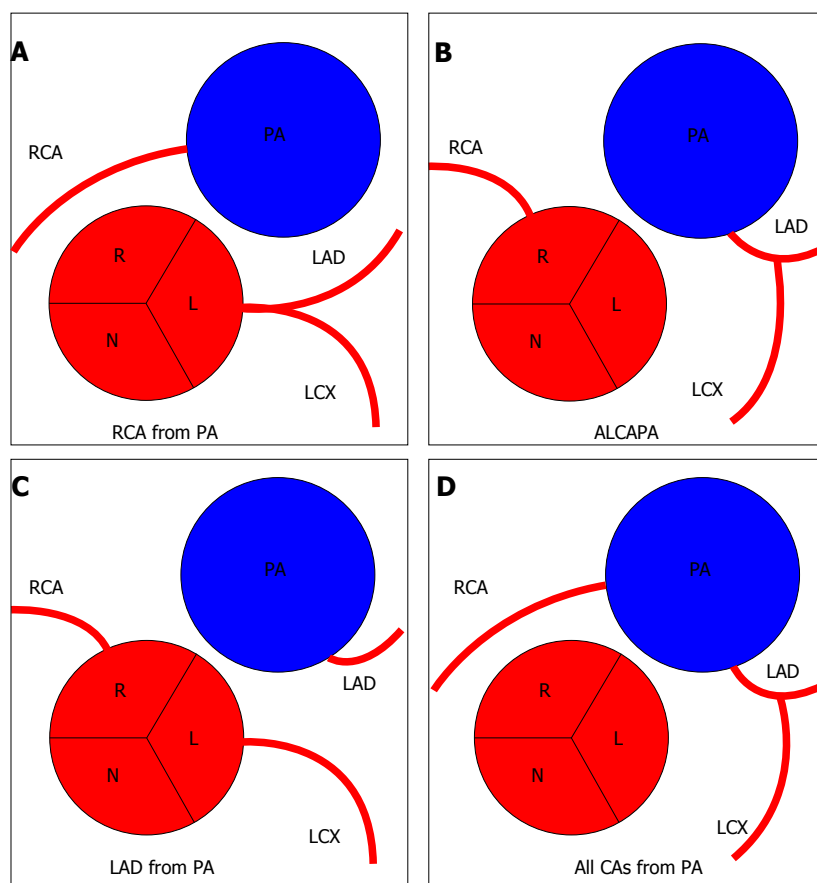 A
PA
RCA
R
LAD
L
N
LCX
RCA from PA
B
PA
RCA
LAD
R
L
N
LCX
ALCAPA
C
PA
RCA
LAD
R
L
N
LCX
LAD from PA
D
PA
RCA
LAD
R
L
N
LCX
All CAs from PA